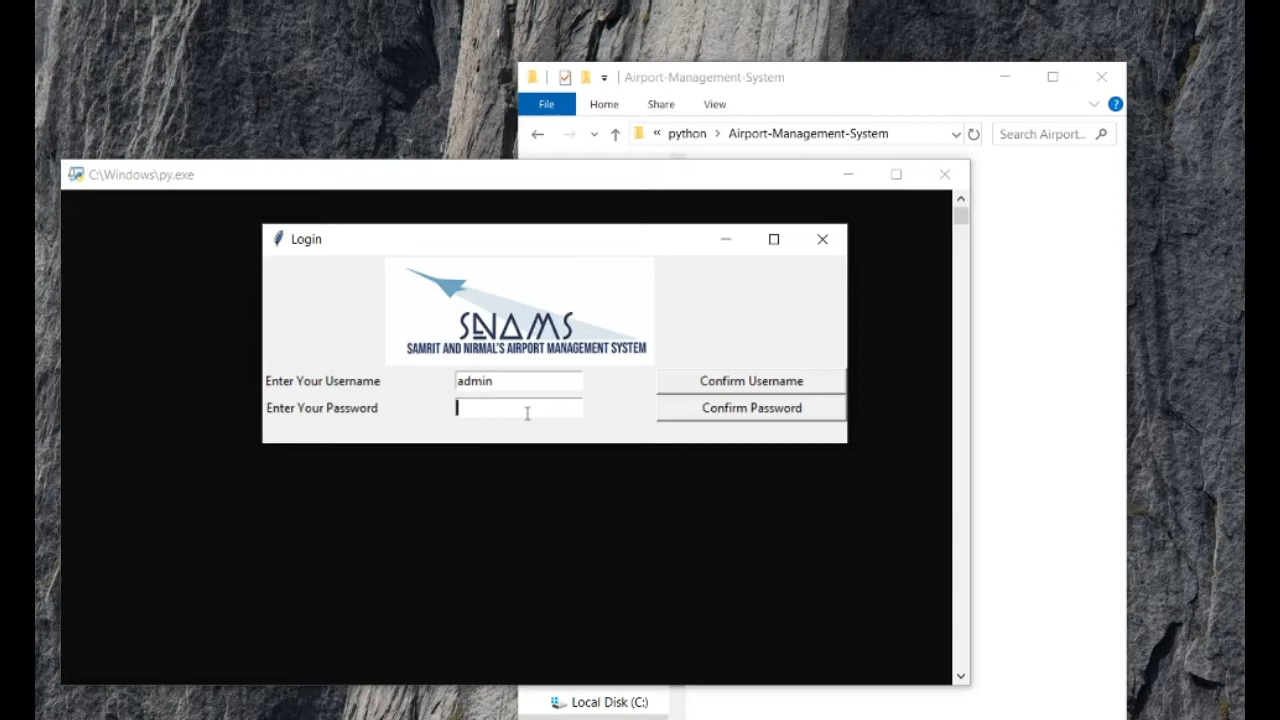 Airport-Management-System
File Home Share View
« python > Airport-Management-System
Search Airport...
C:\Windows\py.exe
Login
SNAMS
SAMRIT AND NIRMAL'S AIRPORT MANAGEMENT SYSTEM
Enter Your Username admin Confirm Username
Enter Your Password Confirm Password
Local Disk (C:)